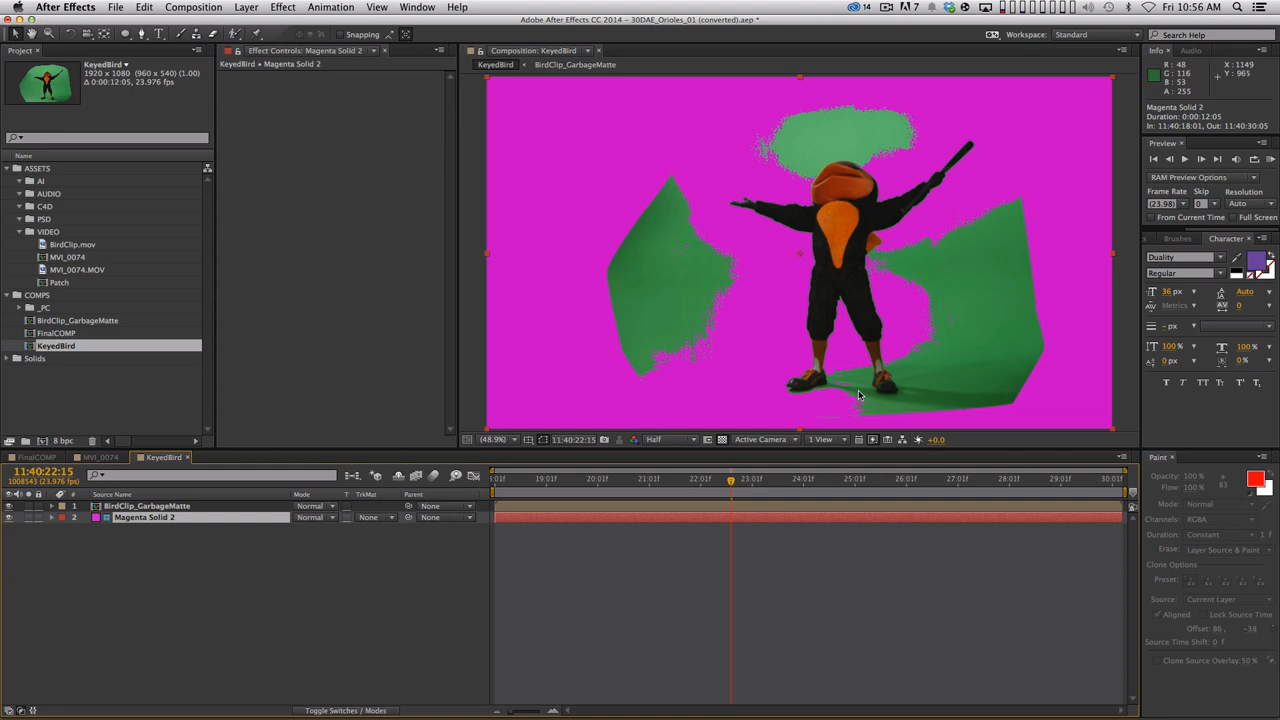 After Effects File Edit Composition Layer Effect Animation View Window Help 14 7 Fri 10:56 AM
Adobe After Effects CC 2014 - 30DAE_Orioles_01 (converted).aep *
Snapping Workspace: Standard Search Help
Project Effect Controls: Magenta Solid 2 Composition: KeyedBird Info Audio
KeyedBird
1920 x 1080 (960 x 540) (1.00)
Δ 0:00:12:05, 23.976 fps
KeyedBird • Magenta Solid 2
KeyedBird BirdClip_GarbageMatte
R : 48
G : 116
B : 53
A : 255
X : 1149
Y : 965
Magenta Solid 2
Duration: 0:00:12:05
In: 11:40:18:01, Out: 11:40:30:05
Name
ASSETS
AI
AUDIO
C4D
PSD
VIDEO
BirdClip.mov
MVI_0074
MVI_0074.MOV
Patch
COMPS
_PC
BirdClip_GarbageMatte
FinalCOMP
KeyedBird
Solids
Preview
RAM Preview Options
Frame Rate Skip Resolution
(23.98) 0 Auto
From Current Time Full Screen
Brushes Character
Duality
Regular
36 px Auto
Metrics 0
- px
100% 100%
0 px 0%
T T TT Tt T¹ T₁
8 bpc
(48.9%) 11:40:22:15 Half Active Camera 1 View +0.0
FinalCOMP MVI_0074 KeyedBird
11:40:22:15
1008543 (23.976 fps)
:01f 19:01f 20:01f 21:01f 22:01f 23:01f 24:01f 25:01f 26:01f 27:01f 28:01f 29:01f 30:01f
# Source Name Mode T TrkMat Parent
1 BirdClip_GarbageMatte Normal None
2 Magenta Solid 2 Normal None None
Toggle Switches / Modes
Paint
Opacity: 100 %
Flow: 100 %
83
Mode: Normal
Channels: RGBA
Duration: Constant 1 f
Erase: Layer Source & Paint
Clone Options
Preset:
Source: Current Layer
Aligned Lock Source Time
Offset: 86 , -38
Source Time Shift: 0 f
Clone Source Overlay: 50 %